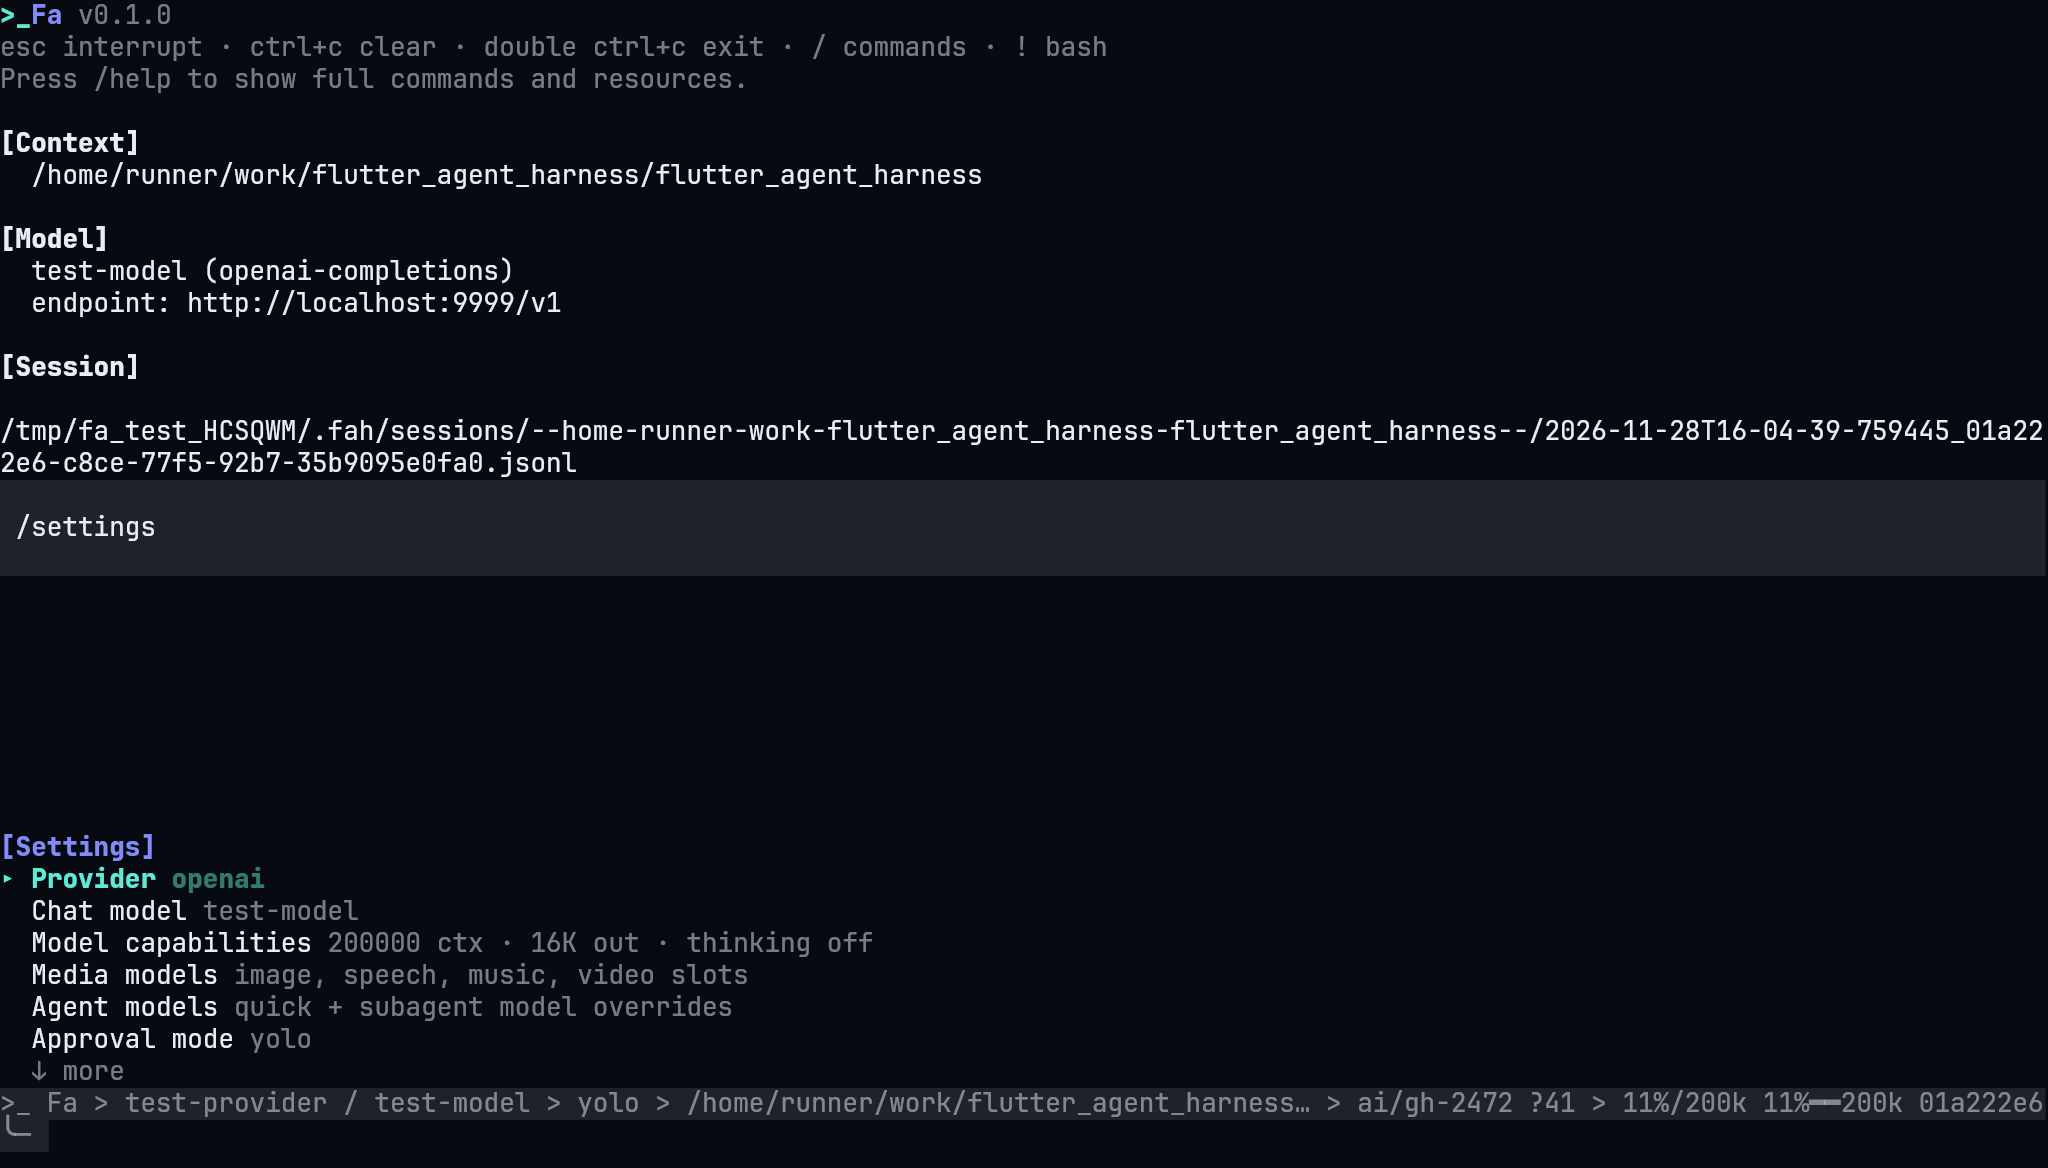 >_Fa v0.1.0
esc interrupt · ctrl+c clear · double ctrl+c exit · / commands · ! bash
Press /help to show full commands and resources.
[Context]
/home/runner/work/flutter_agent_harness/flutter_agent_harness
[Model]
test-model (openai-completions)
endpoint: http://localhost:9999/v1
[Session]
/tmp/fa_test_HCSQWM/.fah/sessions/--home-runner-work-flutter_agent_harness-flutter_agent_harness--/2026-11-28T16-04-39-759445_01a22
2e6-c8ce-77f5-92b7-35b9095e0fa0.jsonl
/settings
[Settings]
▸ Provider openai
Chat model test-model
Model capabilities 200000 ctx · 16K out · thinking off
Media models image, speech, music, video slots
Agent models quick + subagent model overrides
Approval mode yolo
↓ more
>_ Fa > test-provider / test-model > yolo > /home/runner/work/flutter_agent_harness… > ai/gh-2472 ?41 > 11%/200k 11%━━200k 01a222e6
╰─